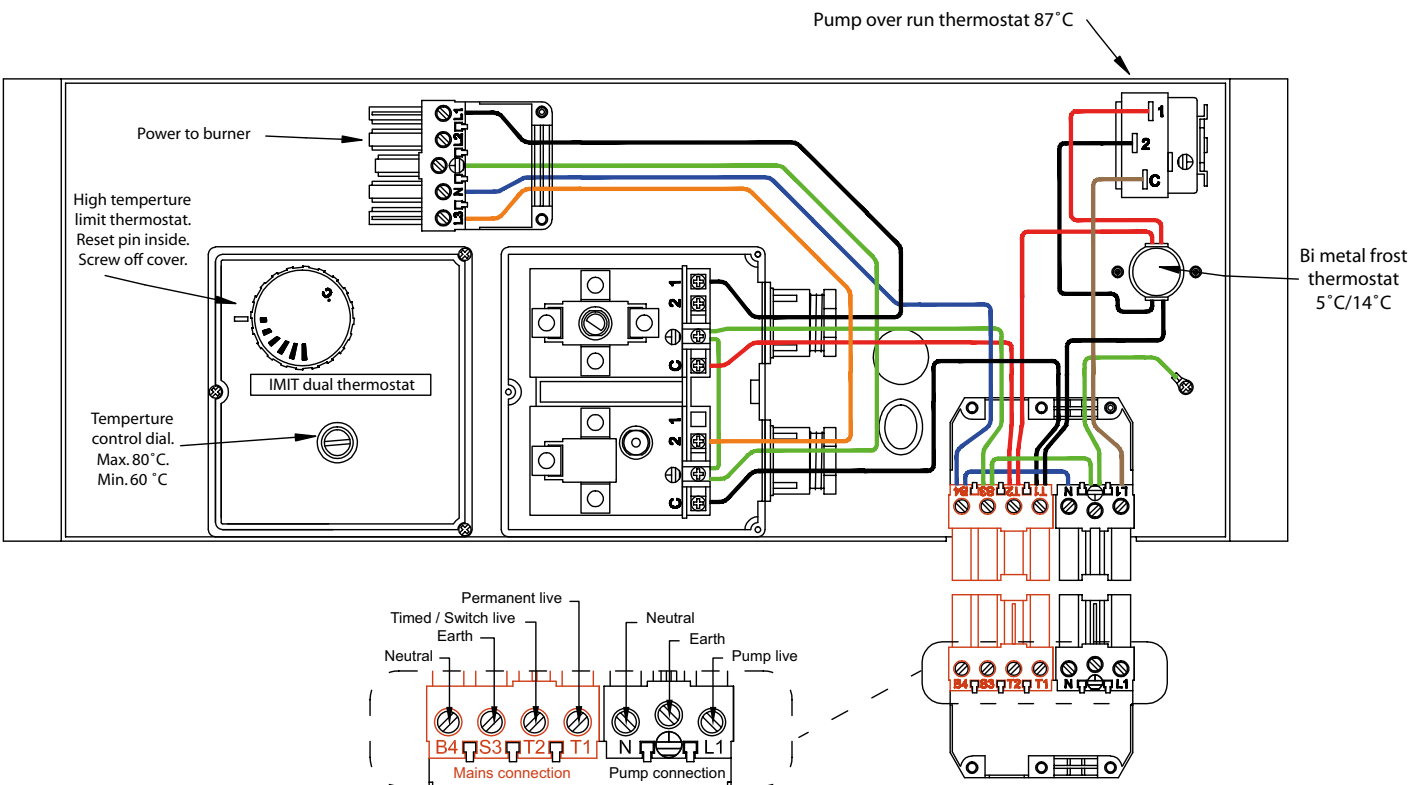 Pump over run thermostat 87˚C
Power to burner
L1
L2
N
L3
1
2
C
High temperture
limit thermostat.
Reset pin inside.
Screw off cover.
Bi metal frost
thermostat
5˚C/14˚C
˚C
IMIT dual thermostat
Temperture
control dial.
Max. 80˚C.
Min. 60 ˚C
1
2
C
1
2
C
B4 S3 T2 T1 N L1
Permanent live
Timed / Switch live
Earth
Neutral
Neutral
Earth
Pump live
B4 S3 T2 T1 N L1
Mains connection Pump connection
B4 S3 T2 T1 N L1